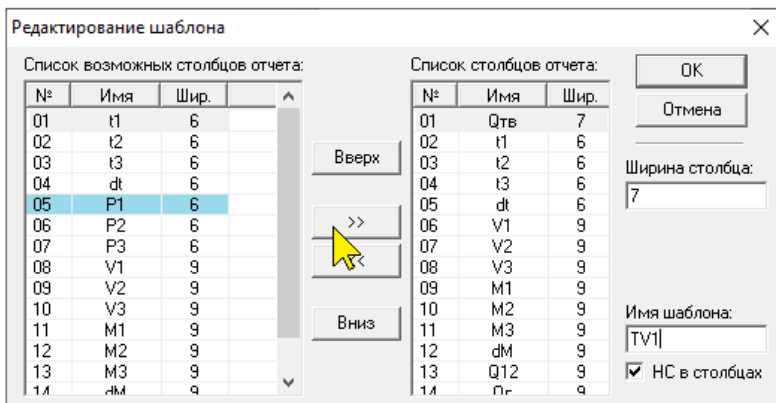 Редактирование шаблона
Список возможных столбцов отчета:
№ Имя Шир.
01 t1 6
02 t2 6
03 t3 6
04 dt 6
05 P1 6
06 P2 6
07 P3 6
08 V1 9
09 V2 9
10 V3 9
11 M1 9
12 M2 9
13 M3 9
14 dM 9
Вверх
>>
Вниз
Список столбцов отчета:
№ Имя Шир.
01 Qтв 7
02 t1 6
03 t2 6
04 t3 6
05 dt 6
06 V1 9
07 V2 9
08 V3 9
09 M1 9
10 M2 9
11 M3 9
12 dM 9
13 Q12 9
14 9
OK
Отмена
Ширина столбца:
7
Имя шаблона:
TV1
НС в столбцах